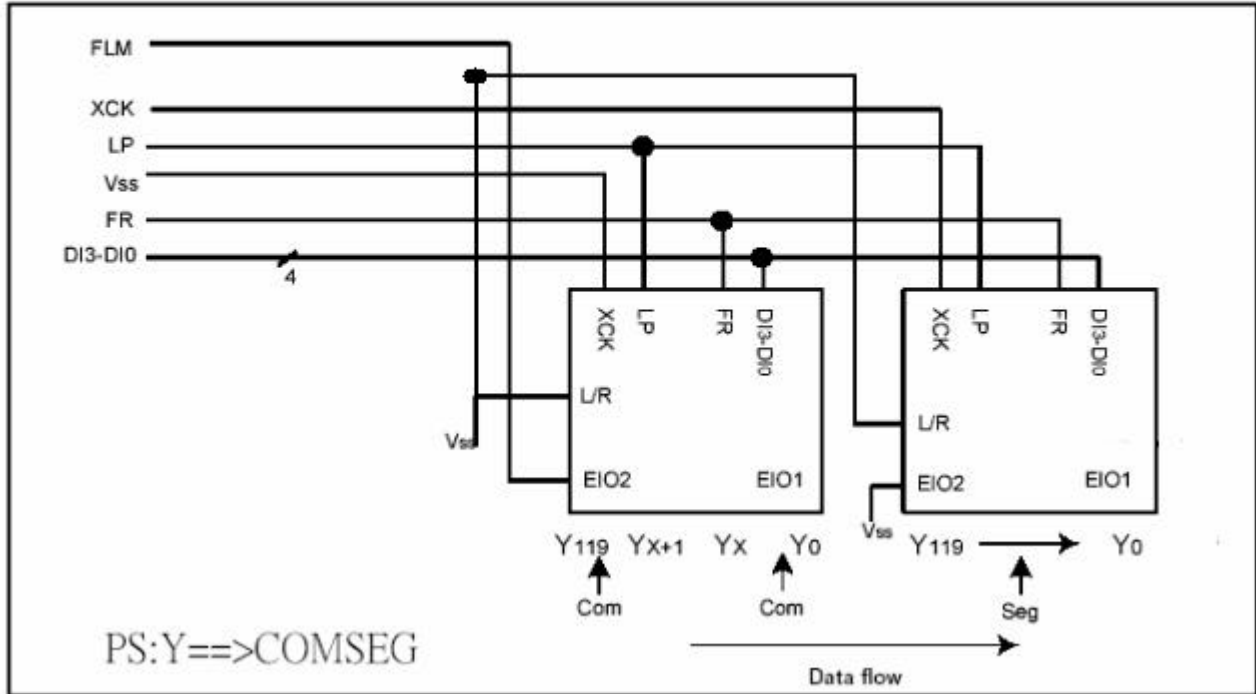 FLM
XCK
LP
Vss
FR
DI3-DI0
4
XCK LP FR DI3-DI0
XCK LP FR DI3-DI0
L/R
L/R
Vss
EIO2 EIO1
EIO2 EIO1
Vss
Y119 YX+1 YX Y0
Y119 Y0
Com Com Seg
PS:Y==>COMSEG
Data flow